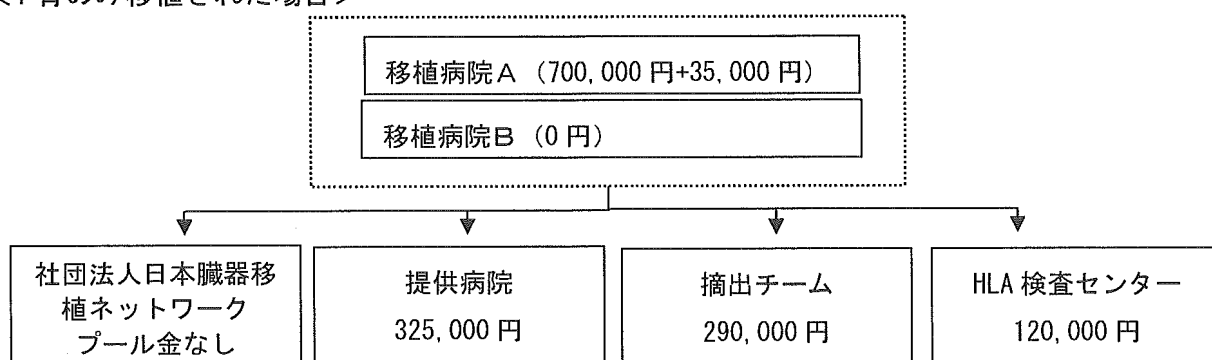 ＜1腎のみ移植された場合＞
移植病院A（700,000円+35,000円）
移植病院B（0円）
社団法人日本臓器移
植ネットワーク
プール金なし
提供病院
325,000円
摘出チーム
290,000円
HLA検査センター
120,000円